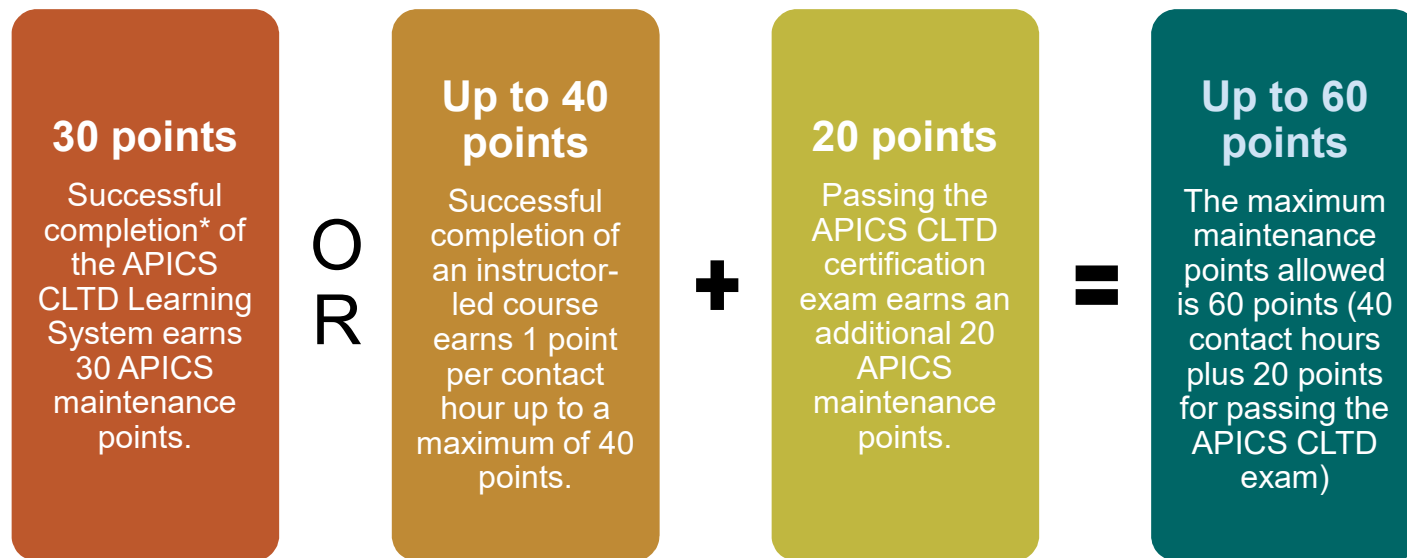 30 points
Successful
completion* of
the APICS
CLTD Learning
System earns
30 APICS
maintenance
points.
O
R
Up to 40
points
Successful
completion of
an instructor-
led course
earns 1 point
per contact
hour up to a
maximum of 40
points.
+
20 points
Passing the
APICS CLTD
certification
exam earns an
additional 20
APICS
maintenance
points.
=
Up to 60
points
The maximum
maintenance
points allowed
is 60 points (40
contact hours
plus 20 points
for passing the
APICS CLTD
exam)